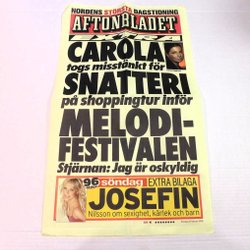 NORDENS STÖRSTA DAGSTIDNING
AFTONBLADET
EXTRA
CAROLA
togs misstänkt för
SNATTERI
på shoppingtur inför
MELODI-
FESTIVALEN
Stjärnan: Jag är oskyldig
96
söndag
EXTRA BILAGA
JOSEFIN
Nilsson om sexighet, kärlek och barn